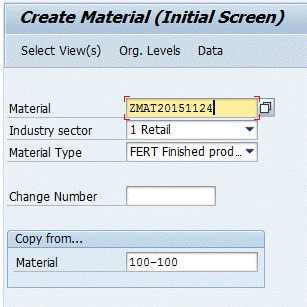 Create Material (Initial Screen)
Select View(s) Org. Levels Data
Material ZMAT20151124
Industry sector 1 Retail
Material Type FERT Finished prod…
Change Number
Copy from...
Material 100-100